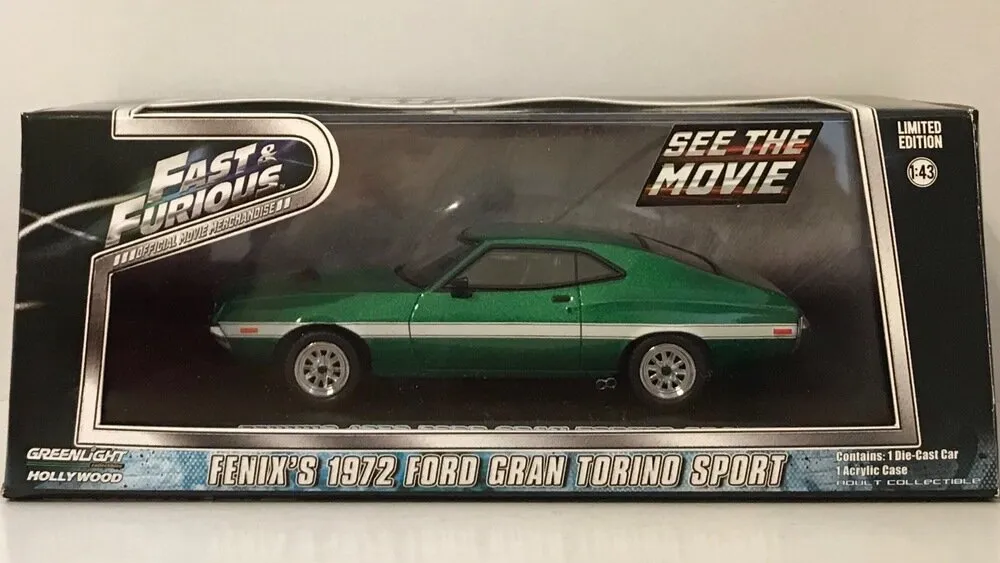 FAST &
FURIOUS™
OFFICIAL MOVIE MERCHANDISE
SEE THE
MOVIE
LIMITED
EDITION
1:43
GREENLIGHT
HOLLYWOOD
FENIX'S 1972 FORD GRAN TORINO SPORT
Contains: 1 Die-Cast Car
1 Acrylic Case
ADULT COLLECTIBLE